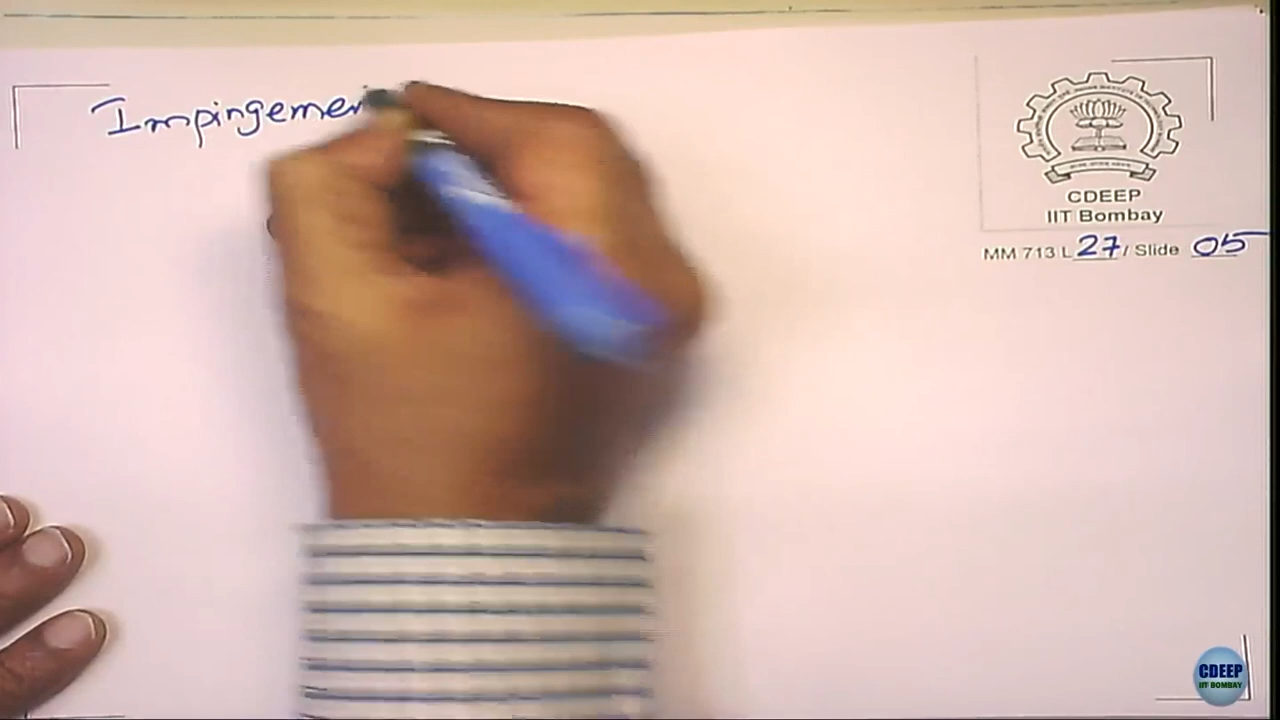 Impingemen
CDEEP
IIT Bombay
MM 713 L 27 / Slide 05
CDEEP
IIT BOMBAY